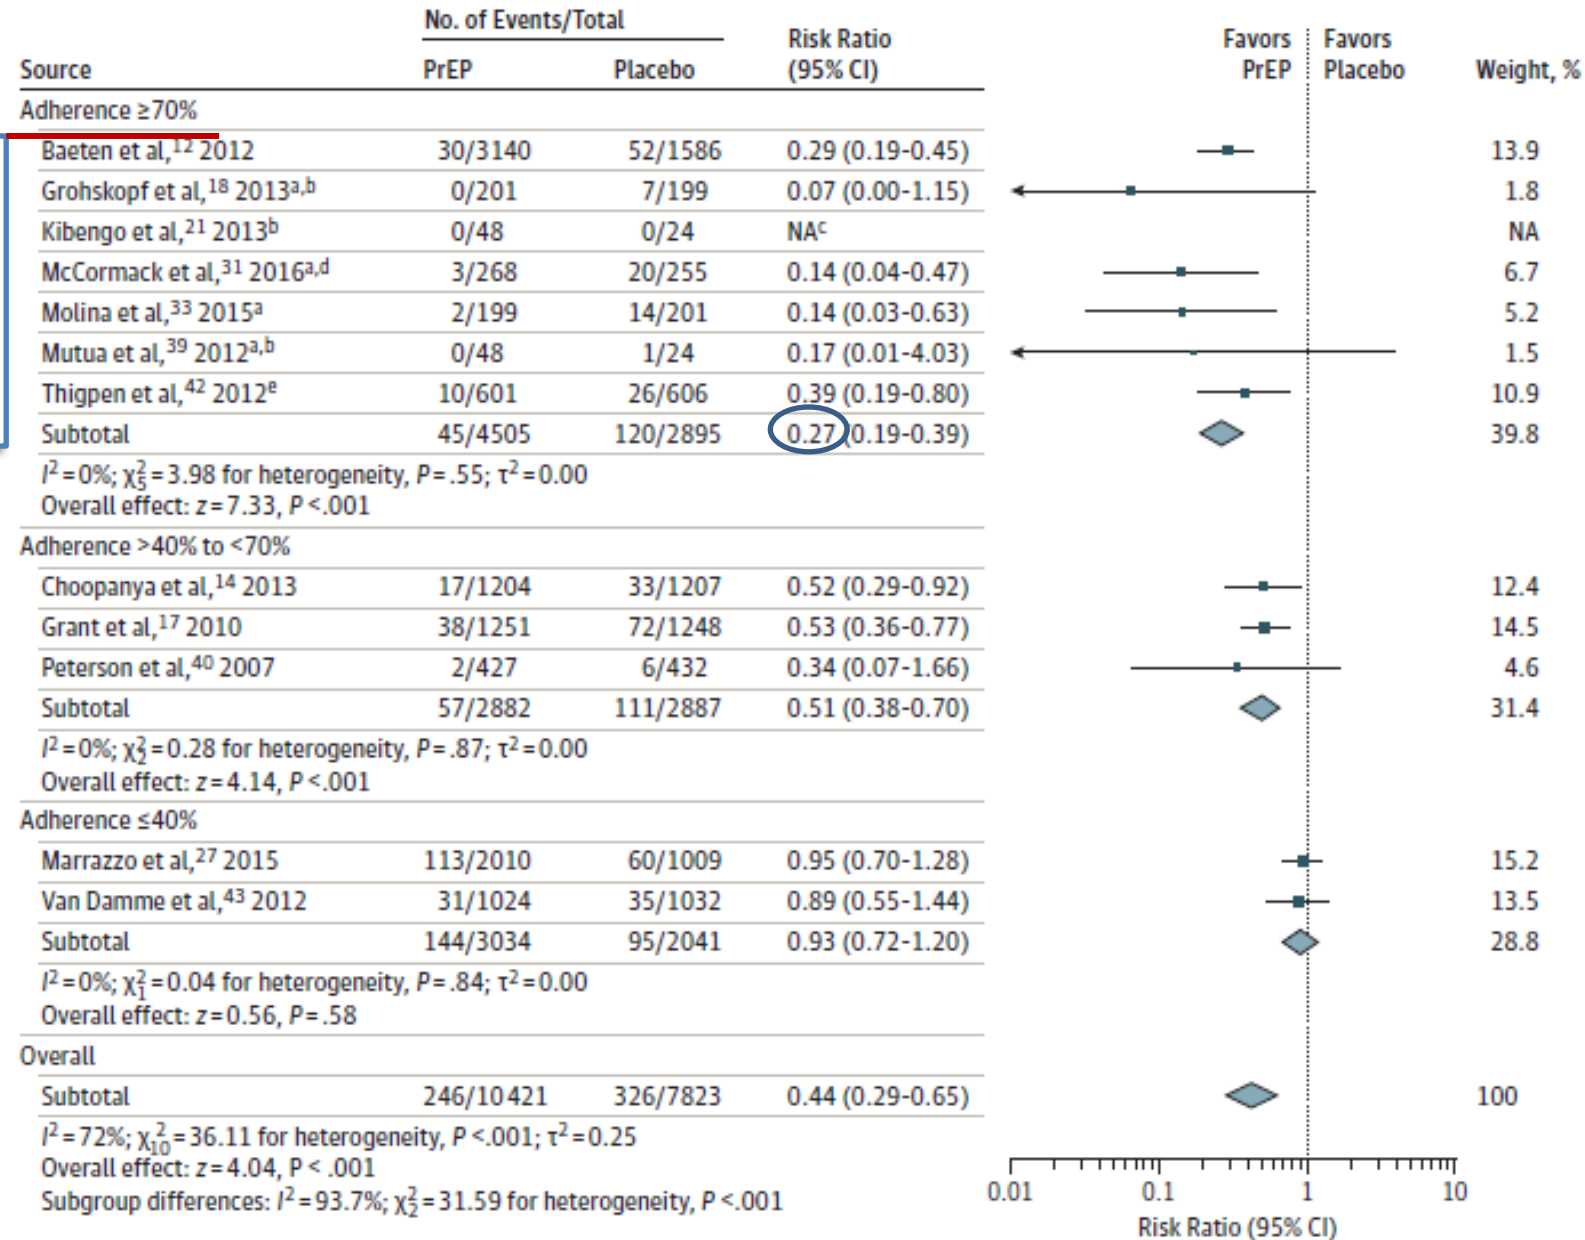 No. of Events/Total
Source PrEP Placebo Risk Ratio (95% CI) Favors PrEP Favors Placebo Weight, %
Adherence ≥70%
Baeten et al,12 2012 30/3140 52/1586 0.29 (0.19-0.45) 13.9
Grohskopf et al,18 2013a,b 0/201 7/199 0.07 (0.00-1.15) 1.8
Kibengo et al,21 2013b 0/48 0/24 NAc NA
McCormack et al,31 2016a,d 3/268 20/255 0.14 (0.04-0.47) 6.7
Molina et al,33 2015a 2/199 14/201 0.14 (0.03-0.63) 5.2
Mutua et al,39 2012a,b 0/48 1/24 0.17 (0.01-4.03) 1.5
Thigpen et al,42 2012e 10/601 26/606 0.39 (0.19-0.80) 10.9
Subtotal 45/4505 120/2895 0.27 (0.19-0.39) 39.8
I2=0%; χ25=3.98 for heterogeneity, P=.55; τ2=0.00
Overall effect: z=7.33, P<.001
Adherence >40% to <70%
Choopanya et al,14 2013 17/1204 33/1207 0.52 (0.29-0.92) 12.4
Grant et al,17 2010 38/1251 72/1248 0.53 (0.36-0.77) 14.5
Peterson et al,40 2007 2/427 6/432 0.34 (0.07-1.66) 4.6
Subtotal 57/2882 111/2887 0.51 (0.38-0.70) 31.4
I2=0%; χ22=0.28 for heterogeneity, P=.87; τ2=0.00
Overall effect: z=4.14, P<.001
Adherence ≤40%
Marrazzo et al,27 2015 113/2010 60/1009 0.95 (0.70-1.28) 15.2
Van Damme et al,43 2012 31/1024 35/1032 0.89 (0.55-1.44) 13.5
Subtotal 144/3034 95/2041 0.93 (0.72-1.20) 28.8
I2=0%; χ21=0.04 for heterogeneity, P=.84; τ2=0.00
Overall effect: z=0.56, P=.58
Overall
Subtotal 246/10421 326/7823 0.44 (0.29-0.65) 100
I2=72%; χ210=36.11 for heterogeneity, P<.001; τ2=0.25
Overall effect: z=4.04, P< .001
Subgroup differences: I2=93.7%; χ22=31.59 for heterogeneity, P<.001
0.01 0.1 1 10
Risk Ratio (95% CI)